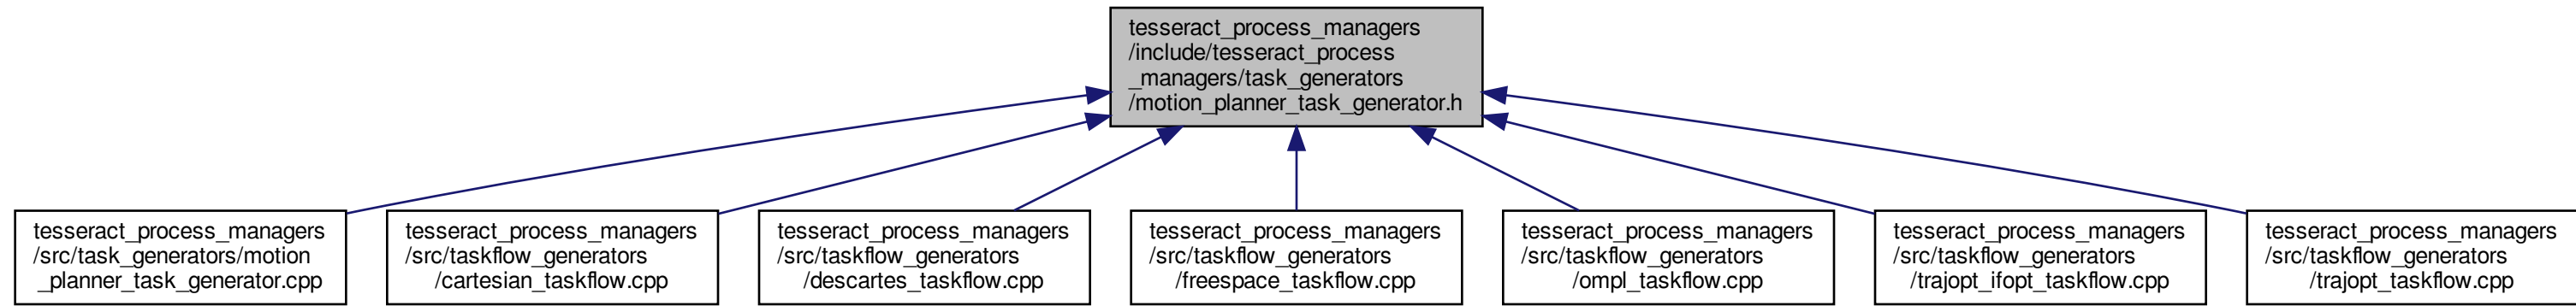 tesseract_process_managers
/include/tesseract_process
_managers/task_generators
/motion_planner_task_generator.h
tesseract_process_managers
/src/task_generators/motion
_planner_task_generator.cpp
tesseract_process_managers
/src/taskflow_generators
/cartesian_taskflow.cpp
tesseract_process_managers
/src/taskflow_generators
/descartes_taskflow.cpp
tesseract_process_managers
/src/taskflow_generators
/freespace_taskflow.cpp
tesseract_process_managers
/src/taskflow_generators
/ompl_taskflow.cpp
tesseract_process_managers
/src/taskflow_generators
/trajopt_ifopt_taskflow.cpp
tesseract_process_managers
/src/taskflow_generators
/trajopt_taskflow.cpp